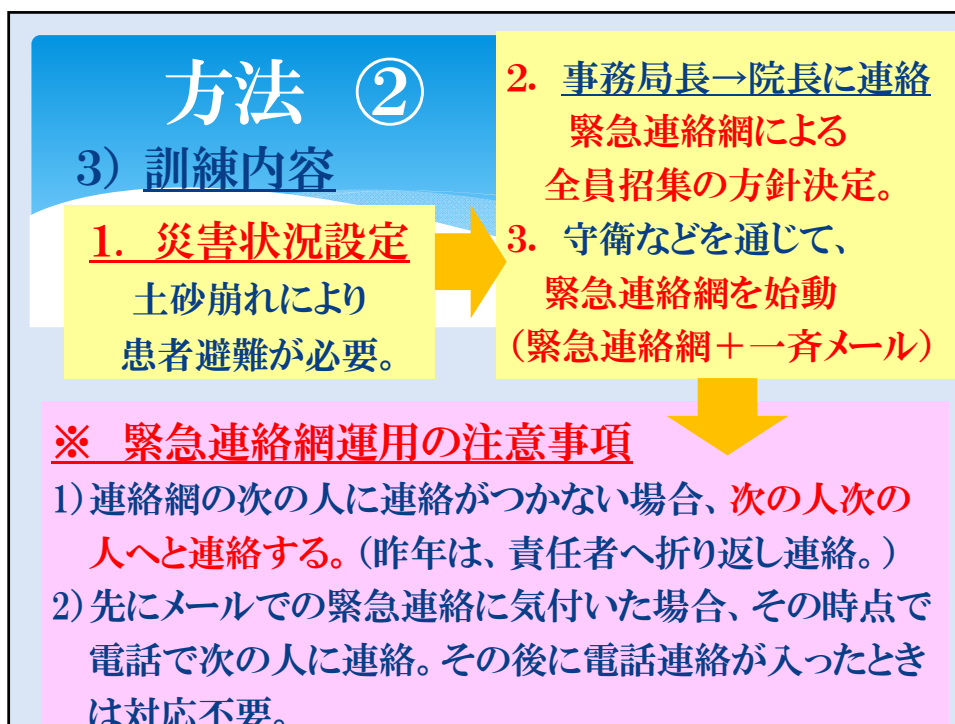 方法 ②
3） 訓練内容
1. 災害状況設定
土砂崩れにより
患者避難が必要。
2. 事務局長→院長に連絡
緊急連絡網による
全員招集の方針決定。
3. 守衛などを通じて、
緊急連絡網を始動
（緊急連絡網＋一斉メール）
※ 緊急連絡網運用の注意事項
1）連絡網の次の人に連絡がつかない場合、次の人次の
人へと連絡する。（昨年は、責任者へ折り返し連絡。）
2）先にメールでの緊急連絡に気付いた場合、その時点で
電話で次の人に連絡。その後に電話連絡が入ったとき
は対応不要。